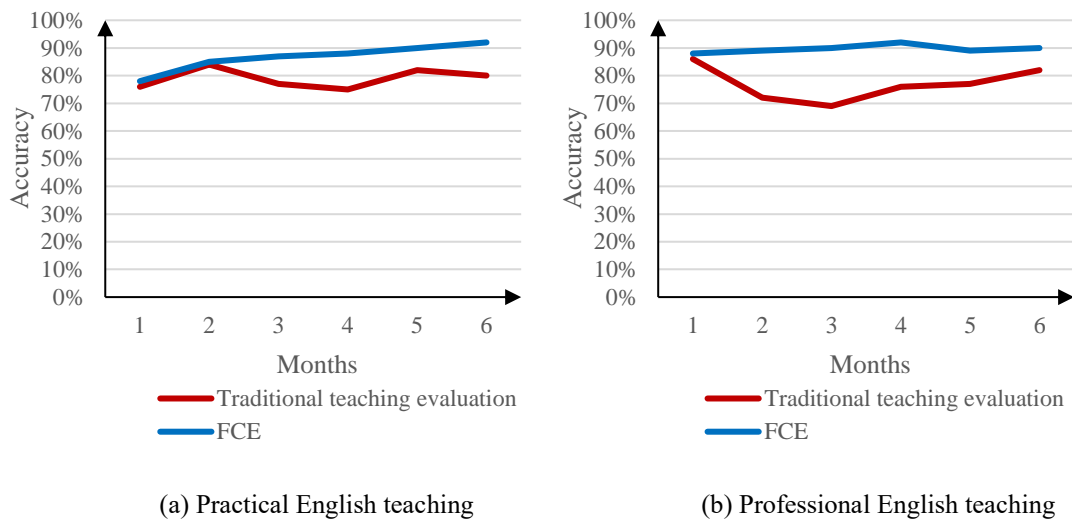 100%
90%
80%
70%
60%
50%
40%
30%
20%
10%
0%
Accuracy
1 2 3 4 5 6
Months
Traditional teaching evaluation
FCE
(a) Practical English teaching
100%
90%
80%
70%
60%
50%
40%
30%
20%
10%
0%
Accuracy
1 2 3 4 5 6
Months
Traditional teaching evaluation
FCE
(b) Professional English teaching